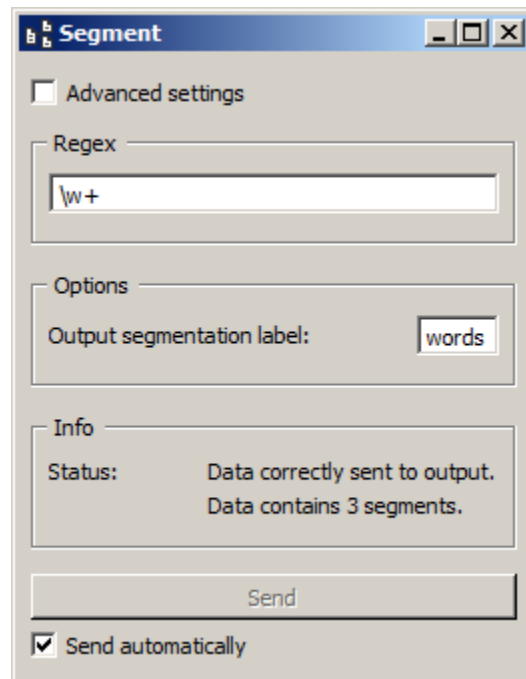 Segment
Advanced settings
Regex
\w+
Options
Output segmentation label: words
Info
Status: Data correctly sent to output.
Data contains 3 segments.
Send
Send automatically